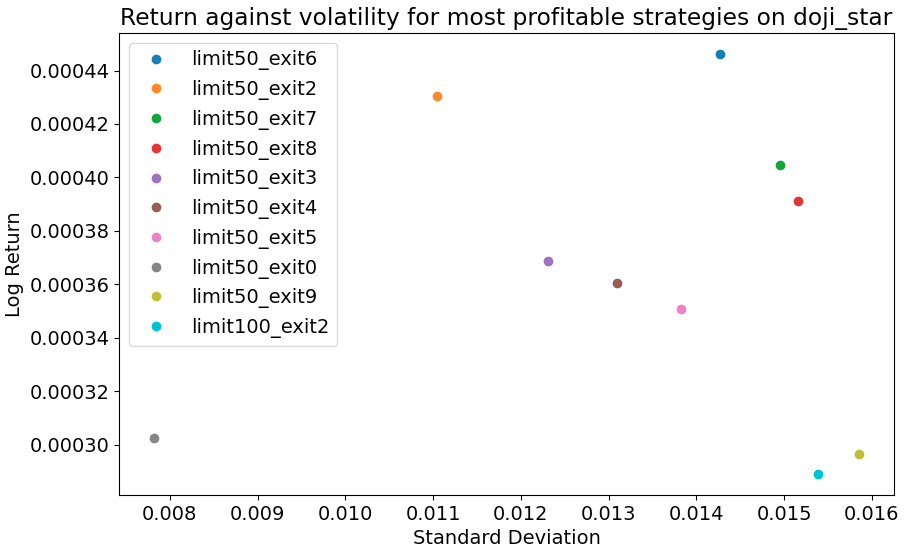 Return against volatility for most profitable strategies on doji_star
limit50_exit6
limit50_exit2
limit50_exit7
limit50_exit8
limit50_exit3
limit50_exit4
limit50_exit5
limit50_exit0
limit50_exit9
limit100_exit2
Log Return
0.00044
0.00042
0.00040
0.00038
0.00036
0.00034
0.00032
0.00030
0.008 0.009 0.010 0.011 0.012 0.013 0.014 0.015 0.016
Standard Deviation